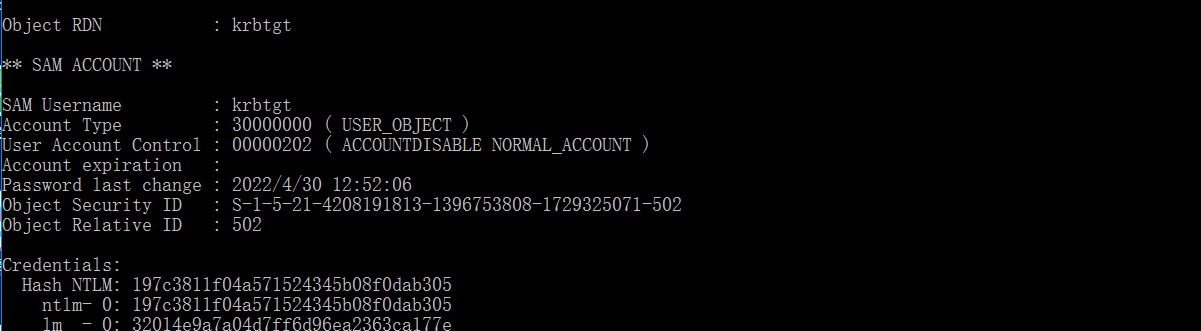 Object RDN           : krbtgt
** SAM ACCOUNT **
SAM Username         : krbtgt
Account Type         : 30000000 ( USER_OBJECT )
User Account Control : 00000202 ( ACCOUNTDISABLE NORMAL_ACCOUNT )
Account expiration   :
Password last change : 2022/4/30 12:52:06
Object Security ID   : S-1-5-21-4208191813-1396753808-1729325071-502
Object Relative ID   : 502
Credentials:
  Hash NTLM: 197c3811f04a571524345b08f0dab305
    ntlm- 0: 197c3811f04a571524345b08f0dab305
    lm  - 0: 32014e9a7a04d7ff6d96ea2363ca177e